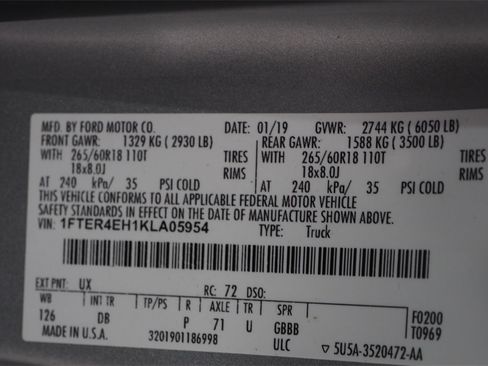 MFD. BY FORD MOTOR CO. DATE: 01/19 GVWR: 2744 KG (6050 LB)
FRONT GAWR: 1329 KG (2930 LB) REAR GAWR: 1588 KG (3500 LB)
WITH 265/60R18 110T TIRES WITH 265/60R18 110T TIRES
18x8.0J RIMS 18x8.0J RIMS
AT 240 kPa/ 35 PSI COLD AT 240 kPa/ 35 PSI COLD
THIS VEHICLE CONFORMS TO ALL APPLICABLE FEDERAL MOTOR VEHICLE
SAFETY STANDARDS IN EFFECT ON THE DATE OF MANUFACTURE SHOWN ABOVE.
VIN: 1FTER4EH1KLA05954 TYPE: Truck
EXT PNT: UX RC: 72 DSO:
WB INT TR TP/PS R AXLE TR SPR
126 DB P 71 U GBBB F0200
ULC T0969
MADE IN U.S.A. 3201901186998 5U5A-3520472-AA